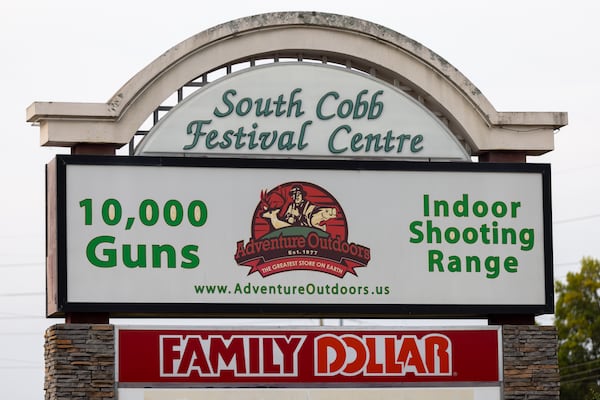 South Cobb
Festival Centre
10,000
Guns
Adventure Outdoors
Est. 1977
THE GREATEST STORE ON EARTH
Indoor
Shooting
Range
www.AdventureOutdoors.us
FAMILY DOLLAR